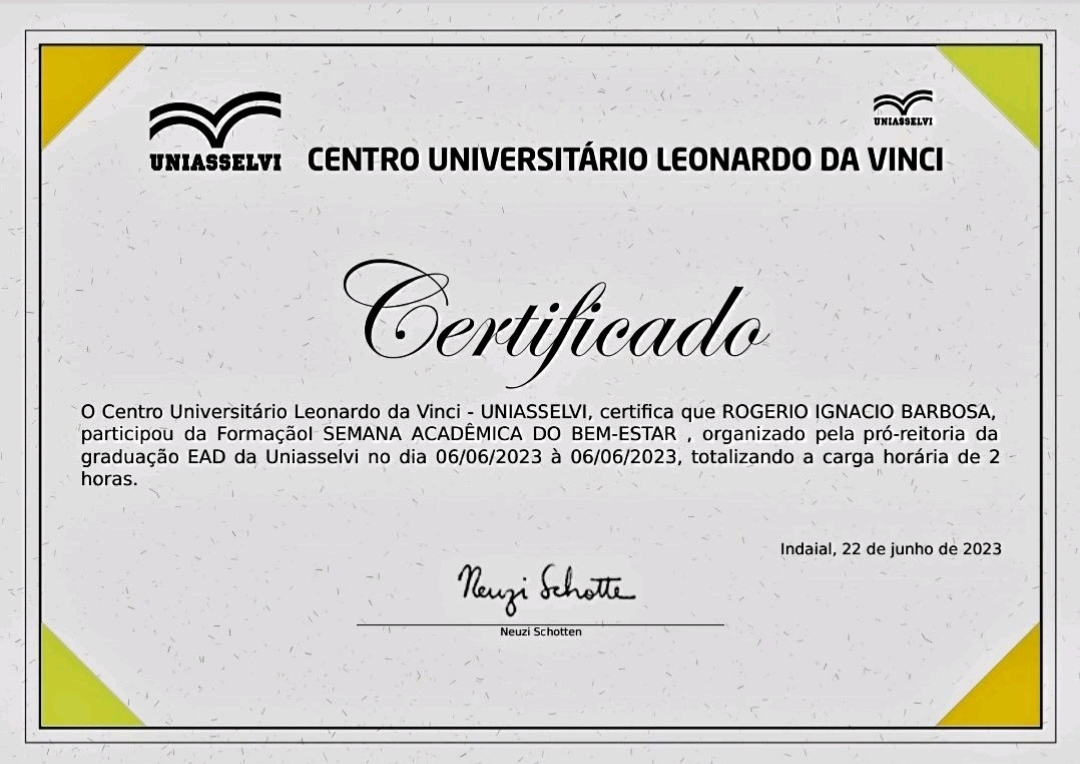 UNIASSELVI
UNIASSELVI
CENTRO UNIVERSITÁRIO LEONARDO DA VINCI
Certificado
O Centro Universitário Leonardo da Vinci - UNIASSELVI, certifica que ROGERIO IGNACIO BARBOSA,
participou da FormaçãoI SEMANA ACADÊMICA DO BEM-ESTAR , organizado pela pró-reitoria da
graduação EAD da Uniasselvi no dia 06/06/2023 à 06/06/2023, totalizando a carga horária de 2
horas.
Indaial, 22 de junho de 2023
Neuzi Schotte
Neuzi Schotten